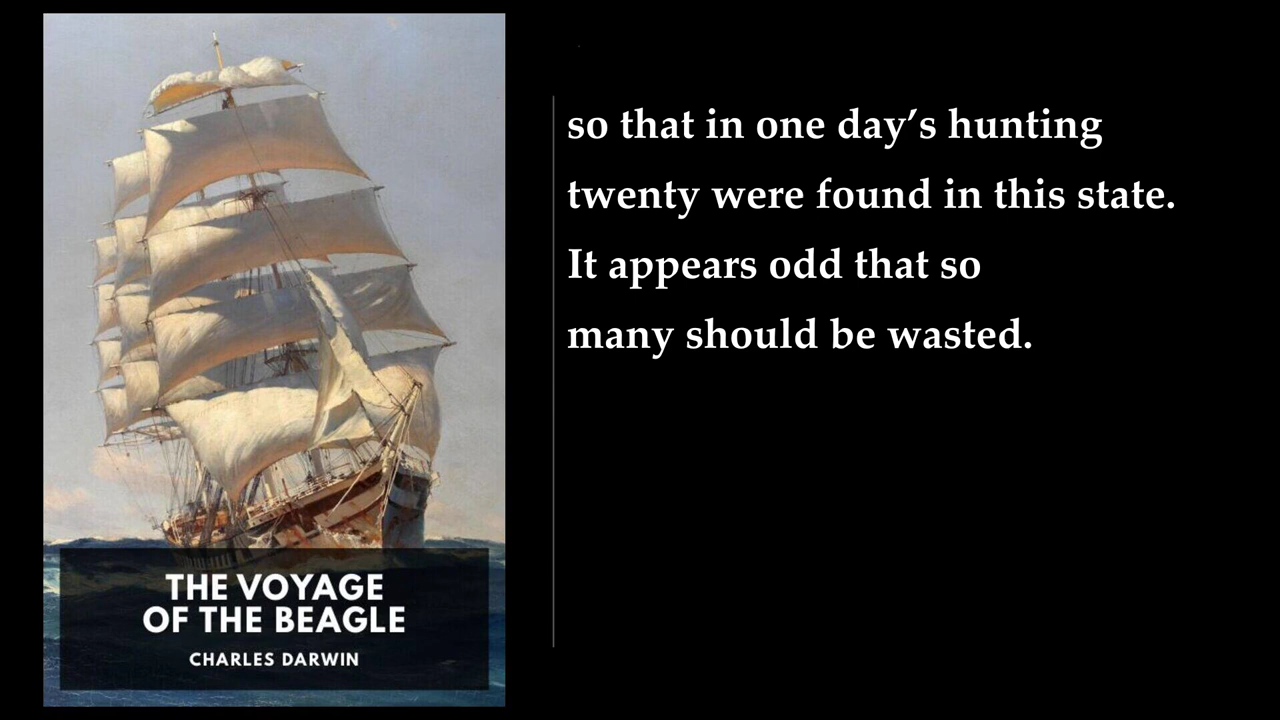 so that in one day’s hunting
twenty were found in this state.
It appears odd that so
many should be wasted.
THE VOYAGE
OF THE BEAGLE
CHARLES DARWIN